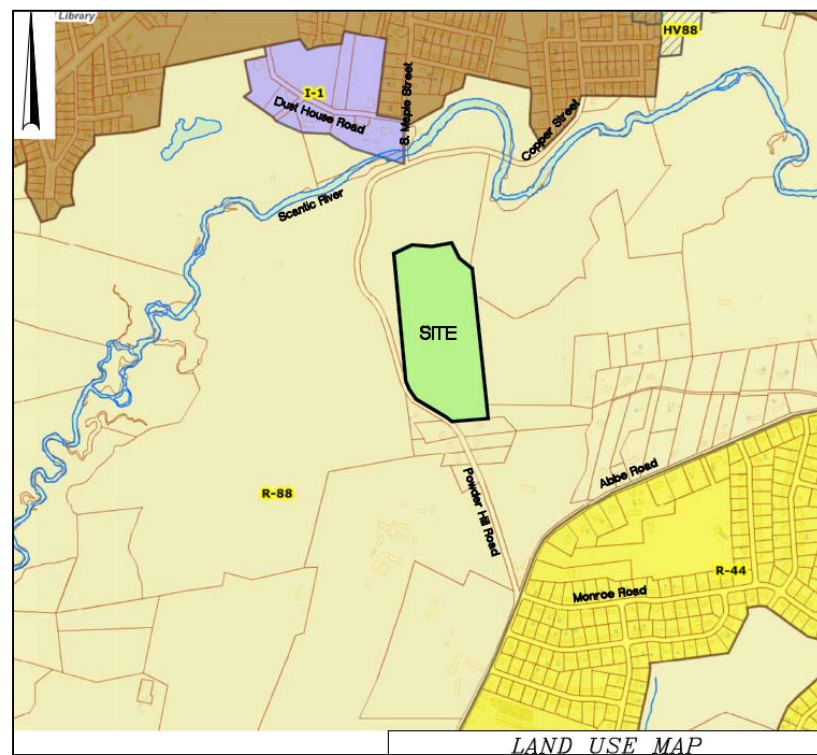 Library
HV88
I-1
Dust House Road
S. Maple Street
Copper Street
Scantic River
SITE
Abbe Road
R-88
Powder Hill Road
R-44
Monroe Road
LAND USE MAP